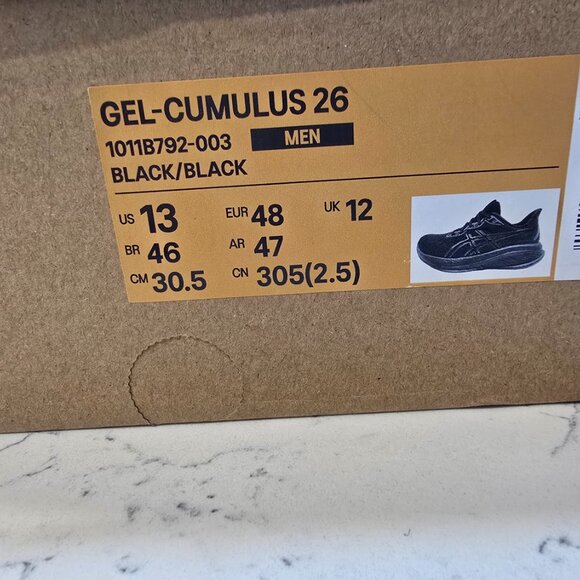 GEL-CUMULUS 26
1011B792-003 MEN
BLACK/BLACK
US 13 EUR 48 UK 12
BR 46 AR 47
CM 30.5 CN 305(2.5)